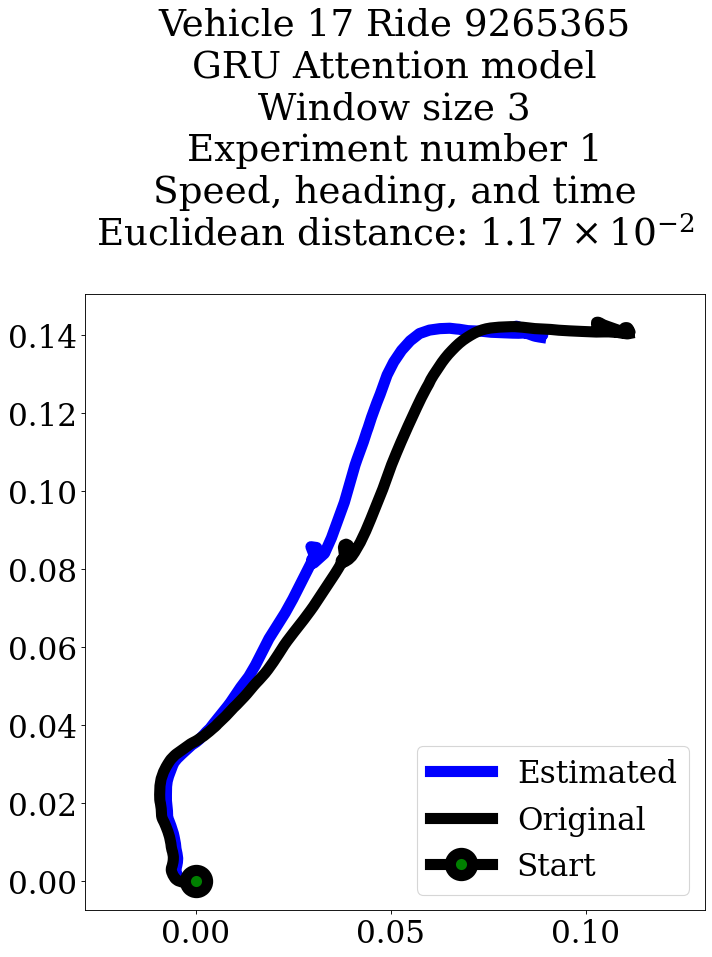 Vehicle 17 Ride 9265365
GRU Attention model
Window size 3
Experiment number 1
Speed, heading, and time
Euclidean distance: 1.17 × 10⁻²
0.14
0.12
0.10
0.08
0.06
0.04
0.02
0.00
Estimated
Original
Start
0.00 0.05 0.10